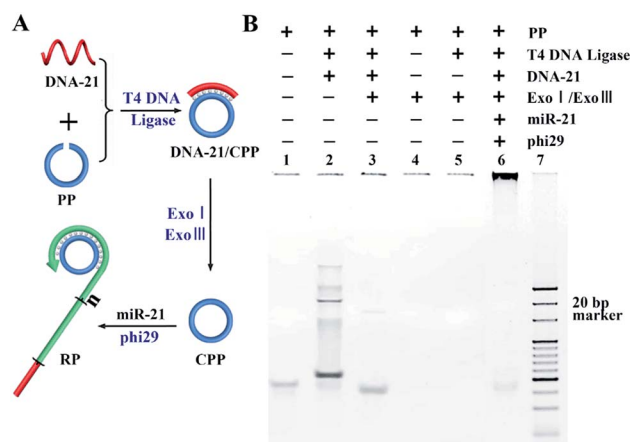 A
DNA-21
+
PP
T4 DNA
Ligase
DNA-21/CPP
Exo Ⅰ
Exo Ⅲ
CPP
miR-21
phi29
n
RP
B
+ + + + + + PP
– + + – + + T4 DNA Ligase
– + + – – + DNA-21
– – + + + + Exo Ⅰ/Exo Ⅲ
– – – – – + miR-21
– – – – – + phi29
1 2 3 4 5 6 7
20 bp
marker